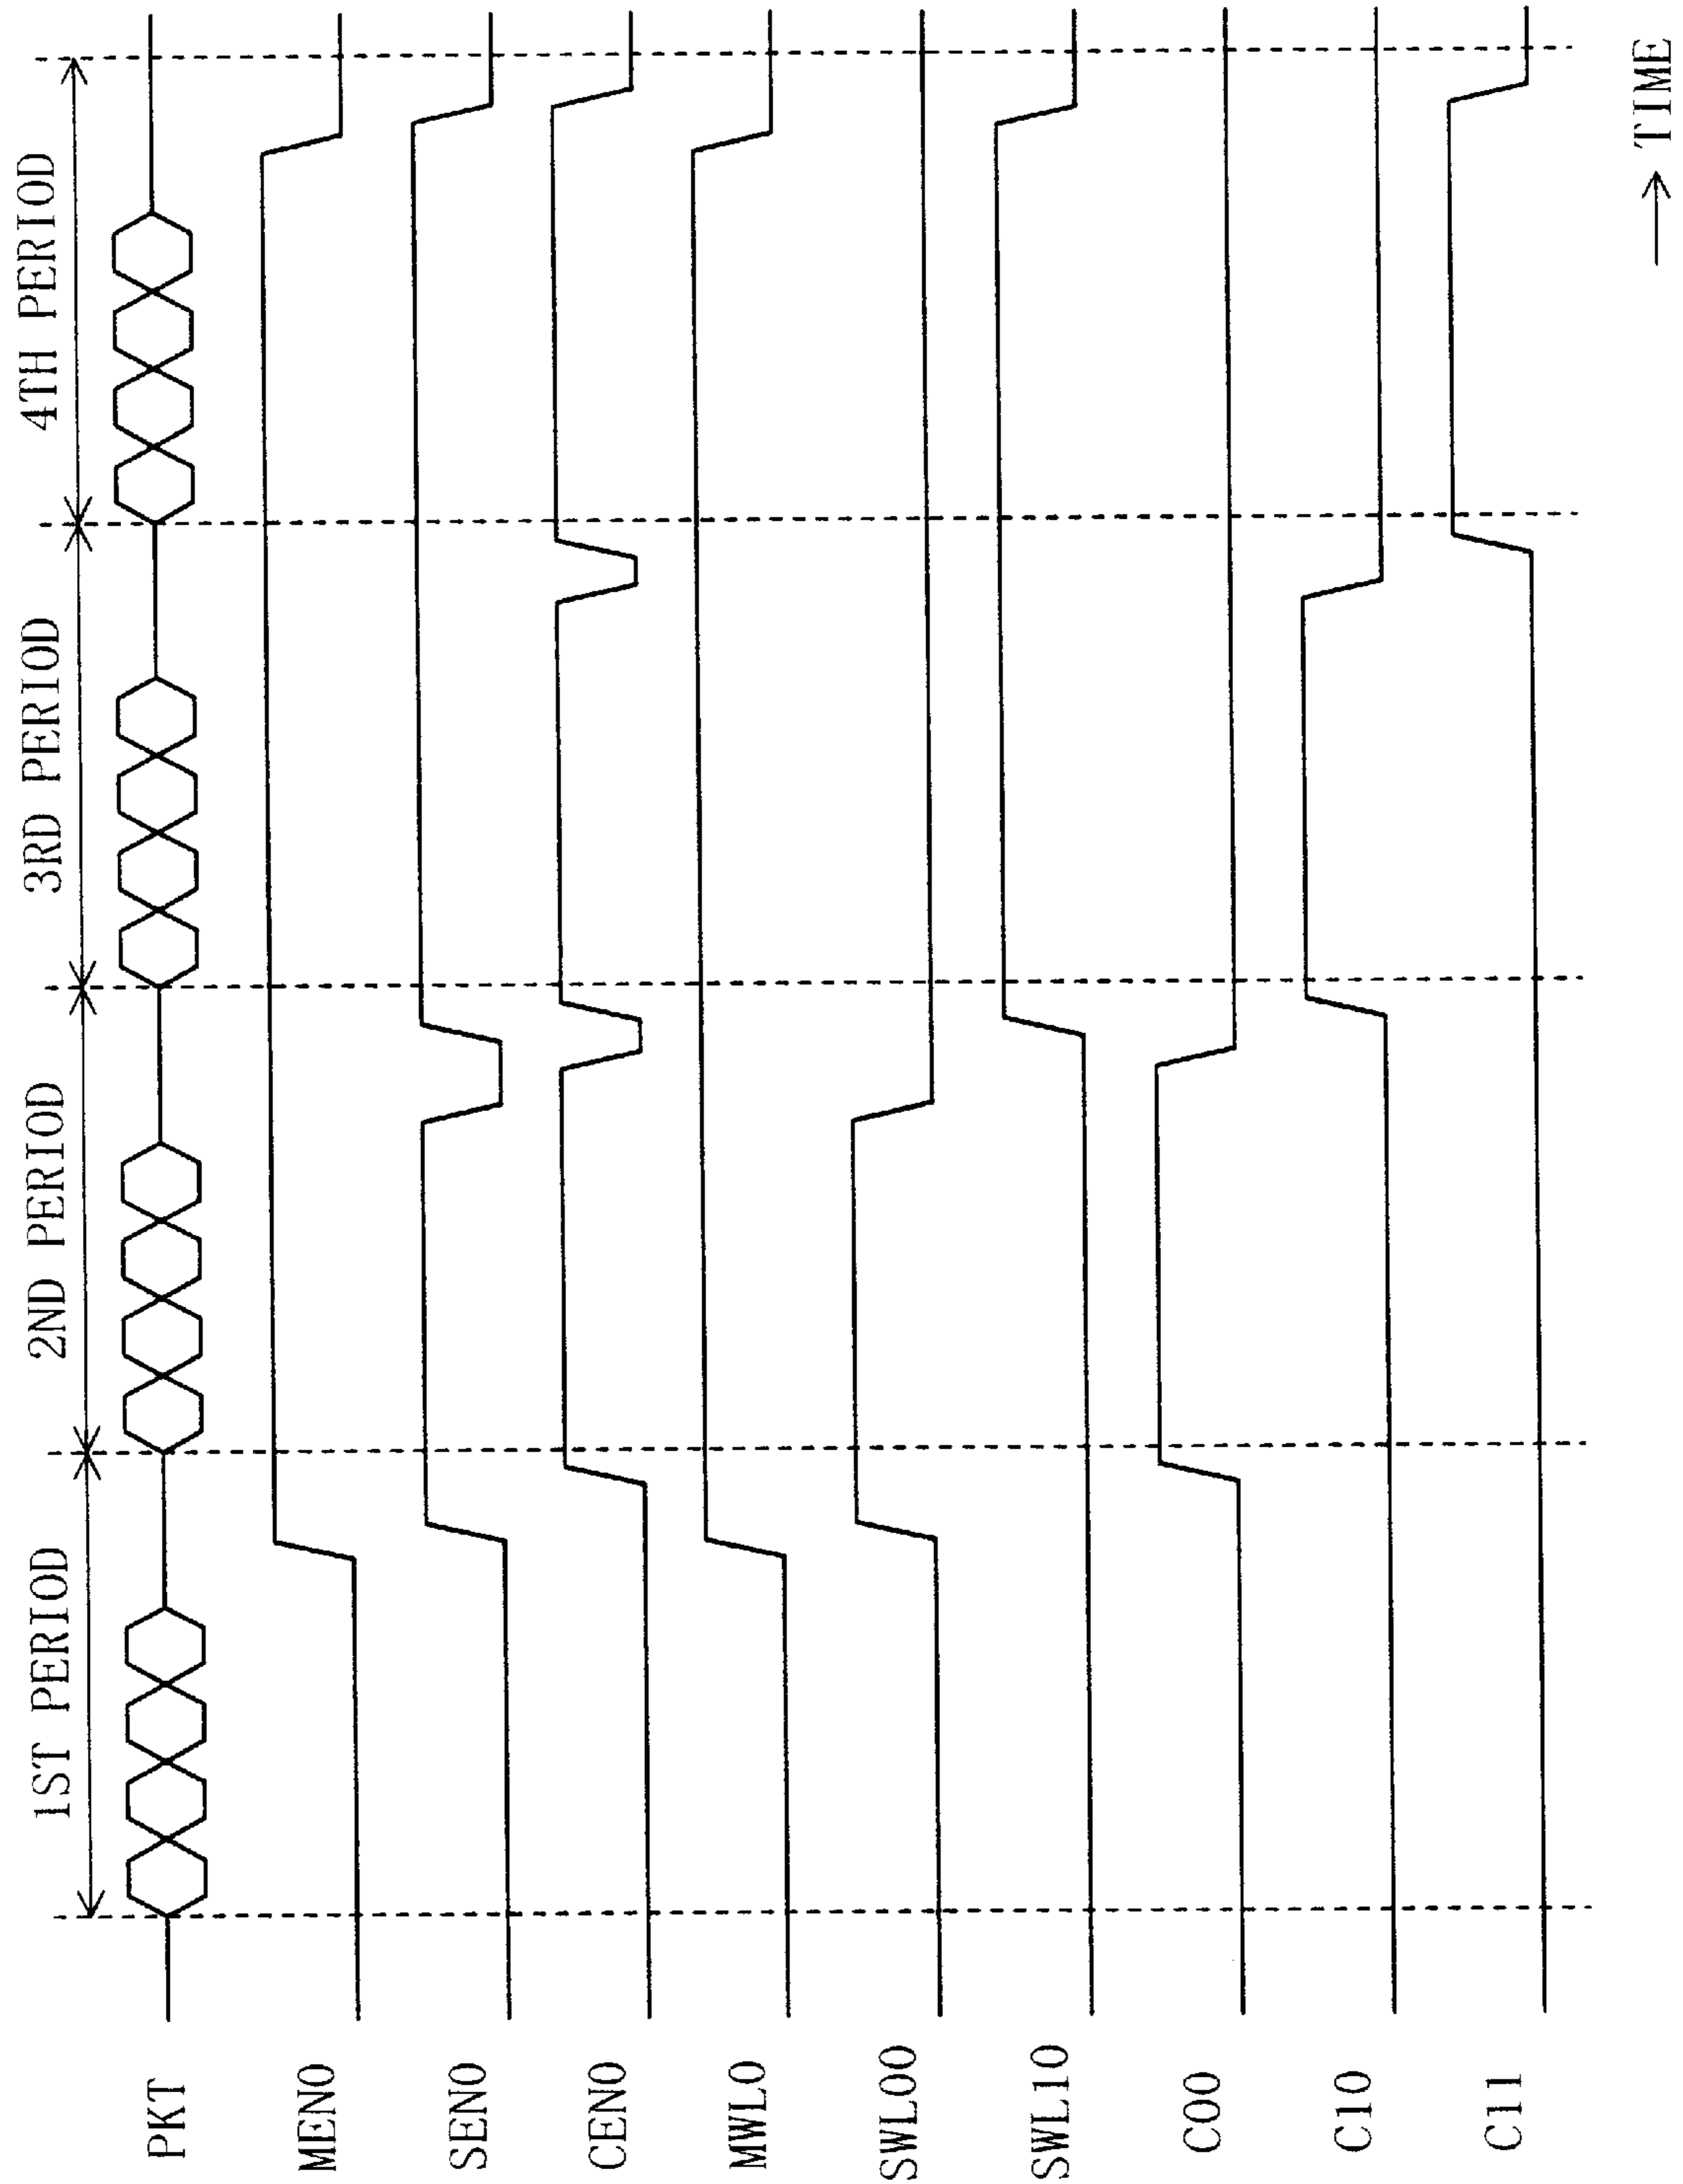 1ST PERIOD 2ND PERIOD 3RD PERIOD 4TH PERIOD
PKT
MEN0
SEN0
CEN0
MWL0
SWL00
SWL10
C00
C10
C11
→ TIME